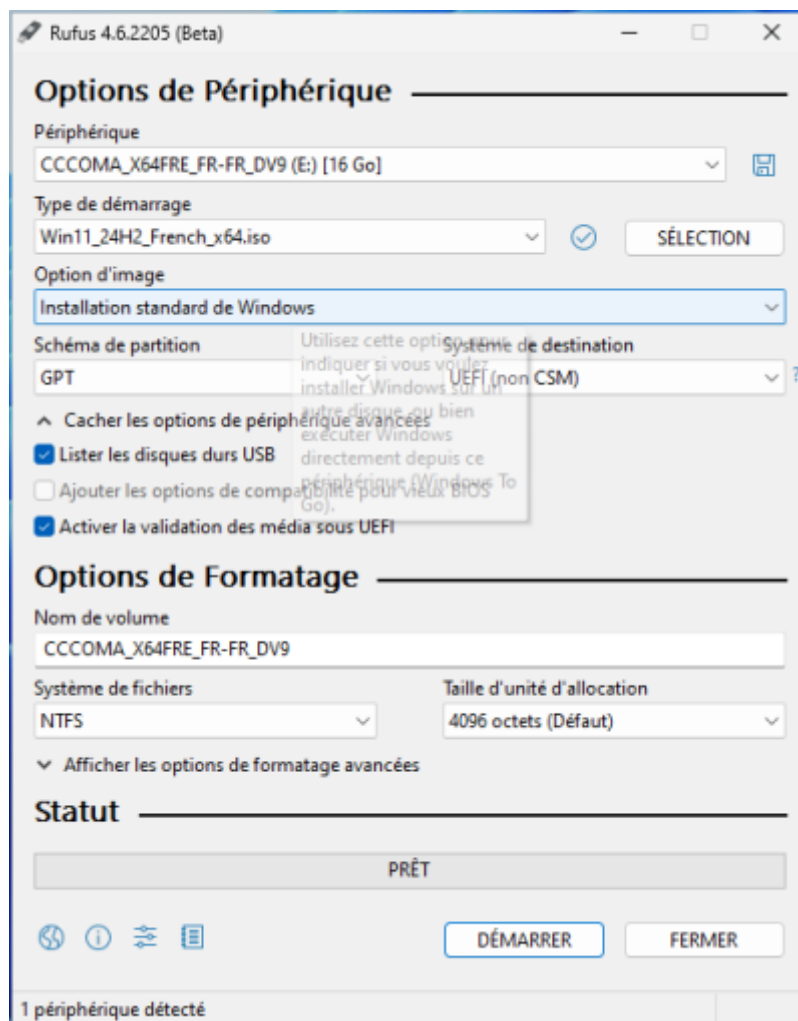 Rufus 4.6.2205 (Beta)
Options de Périphérique
Périphérique
CCCOMA_X64FRE_FR-FR_DV9 (E:) [16 Go]
Type de démarrage
Win11_24H2_French_x64.iso
SÉLECTION
Option d'image
Installation standard de Windows
Schéma de partition
Système de destination
GPT
UEFI (non CSM)
?
Utilisez cette option pour
indiquer si vous voulez
installer Windows sur un
autre disque, ou bien
exécuter Windows
directement depuis ce
périphérique (Windows To
Go).
Cacher les options de périphérique avancées
Lister les disques durs USB
Ajouter les options de compatibilité pour vieux BIOS
Activer la validation des média sous UEFI
Options de Formatage
Nom de volume
CCCOMA_X64FRE_FR-FR_DV9
Système de fichiers
Taille d'unité d'allocation
NTFS
4096 octets (Défaut)
Afficher les options de formatage avancées
Statut
PRÊT
DÉMARRER
FERMER
1 périphérique détecté